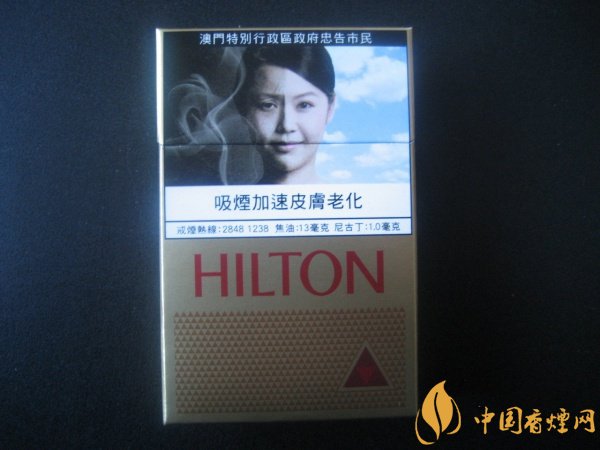 澳門特別行政區政府忠告市民
吸煙加速皮膚老化
戒煙熱線:2848 1238 焦油:13毫克 尼古丁:1.0毫克
HILTON
中国香烟网